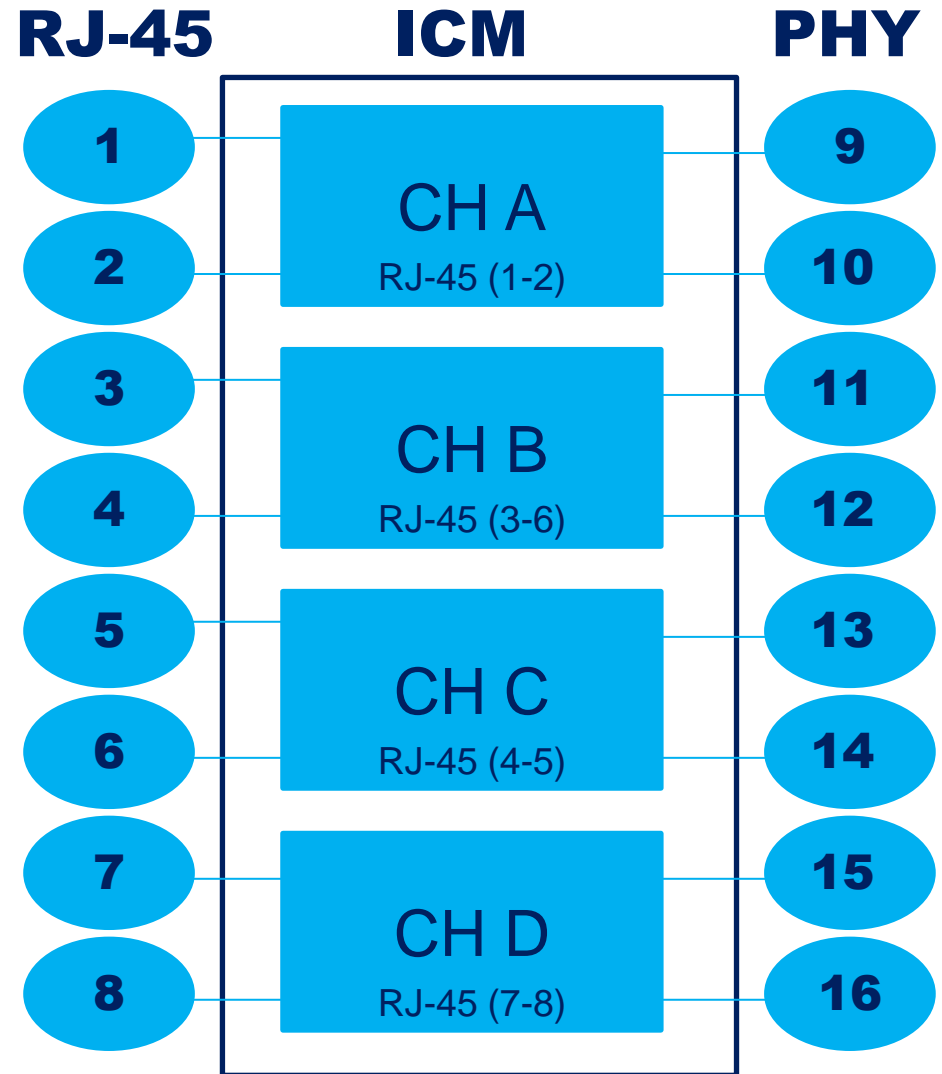 RJ-45 ICM PHY
1
9
CH A
2
10
RJ-45 (1-2)
3
11
CH B
4
12
RJ-45 (3-6)
5
13
CH C
6
14
RJ-45 (4-5)
7
15
CH D
8
16
RJ-45 (7-8)